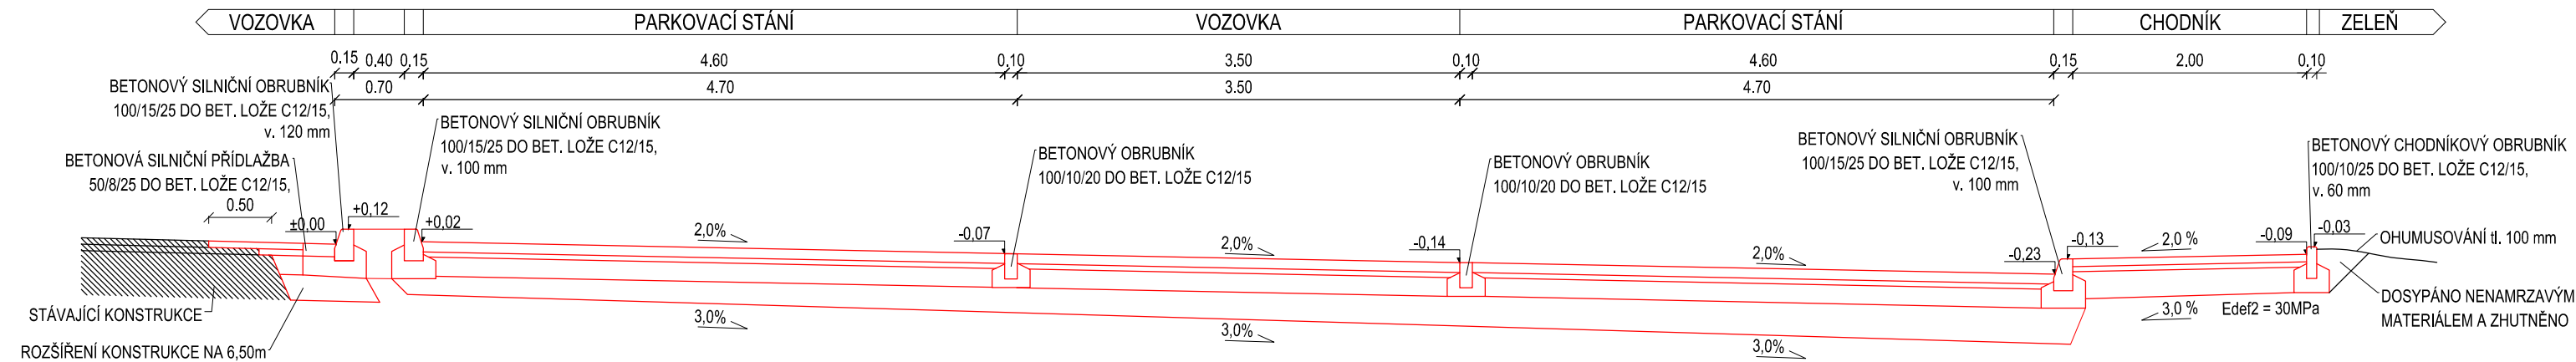 VOZOVKA
PARKOVACÍ STÁNÍ
VOZOVKA
PARKOVACÍ STÁNÍ
CHODNÍK
ZELEŇ
0.15 0.40 0.15 4.60 0.10 3.50 0.10 4.60 0.15 2.00 0.10
0.70 4.70 3.50 4.70
BETONOVÝ SILNIČNÍ OBRUBNÍK
100/15/25 DO BET. LOŽE C12/15,
v. 120 mm
BETONOVÁ SILNIČNÍ PŘÍDLAŽBA
50/8/25 DO BET. LOŽE C12/15,
0.50
BETONOVÝ SILNIČNÍ OBRUBNÍK
100/15/25 DO BET. LOŽE C12/15,
v. 100 mm
BETONOVÝ OBRUBNÍK
100/10/20 DO BET. LOŽE C12/15
BETONOVÝ OBRUBNÍK
100/10/20 DO BET. LOŽE C12/15
BETONOVÝ SILNIČNÍ OBRUBNÍK
100/15/25 DO BET. LOŽE C12/15,
v. 100 mm
BETONOVÝ CHODNÍKOVÝ OBRUBNÍK
100/10/25 DO BET. LOŽE C12/15,
v. 60 mm
±0,00
+0,12
+0,02
2,0%
-0,07
2,0%
-0,14
2,0%
-0,23
-0,13
2,0 %
-0,09
-0,03
OHUMUSOVÁNÍ tl. 100 mm
STÁVAJÍCÍ KONSTRUKCE
ROZŠÍŘENÍ KONSTRUKCE NA 6,50m
3,0%
3,0%
3,0%
3,0 %
Edef2 = 30MPa
DOSYPÁNO NENAMRZAVÝM
MATERIÁLEM A ZHUTNĚNO